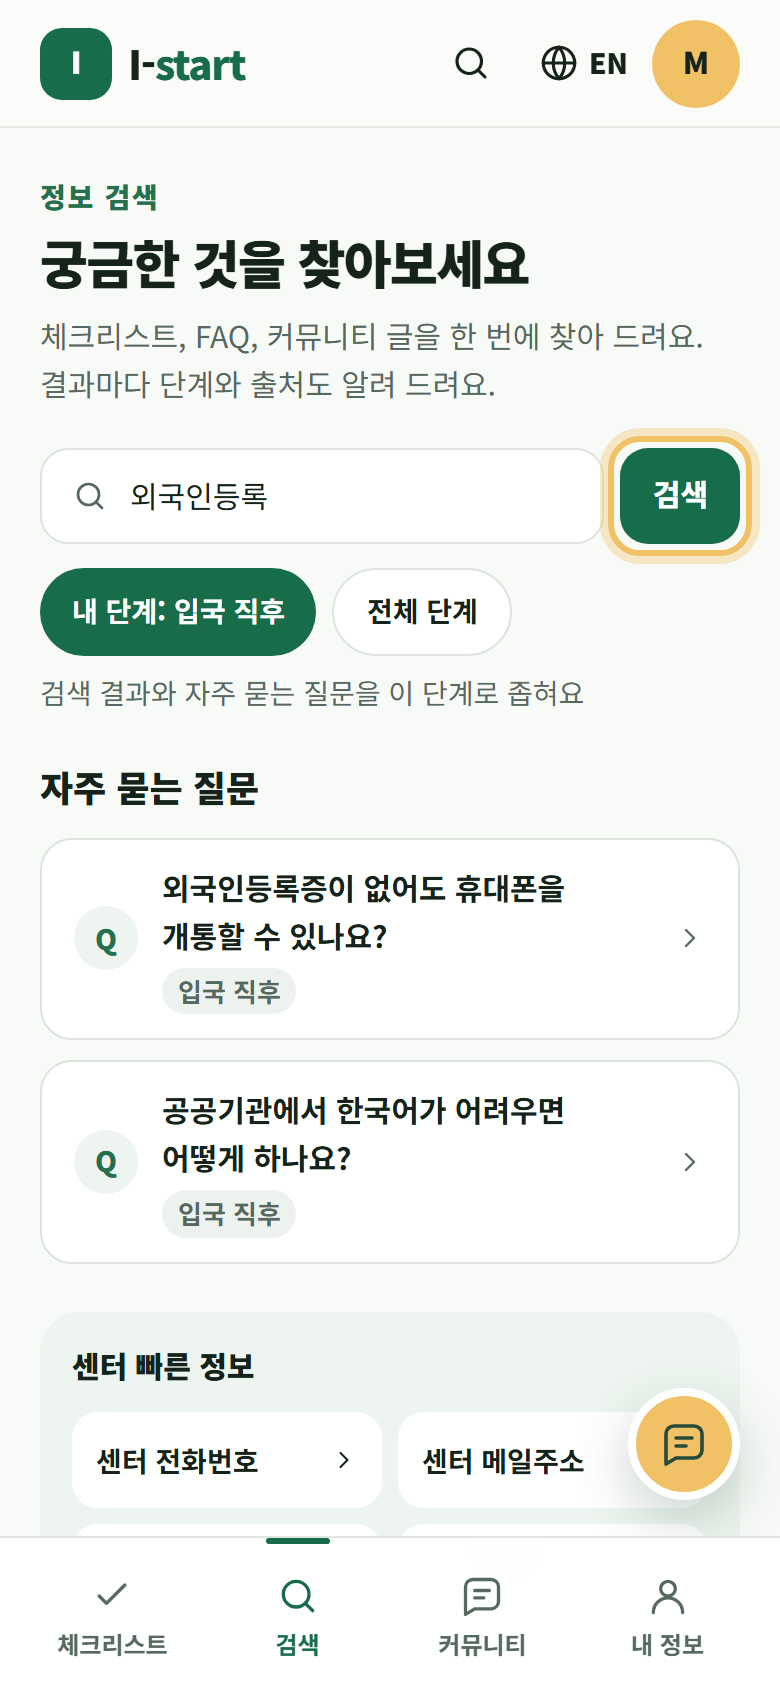 I
I-start
EN
M
정보 검색
궁금한 것을 찾아보세요
체크리스트, FAQ, 커뮤니티 글을 한 번에 찾아 드려요.
결과마다 단계와 출처도 알려 드려요.
외국인등록
검색
내 단계: 입국 직후
전체 단계
검색 결과와 자주 묻는 질문을 이 단계로 좁혀요
자주 묻는 질문
Q
외국인등록증이 없어도 휴대폰을
개통할 수 있나요?
입국 직후
Q
공공기관에서 한국어가 어려우면
어떻게 하나요?
입국 직후
센터 빠른 정보
센터 전화번호
센터 메일주소
체크리스트
검색
커뮤니티
내 정보